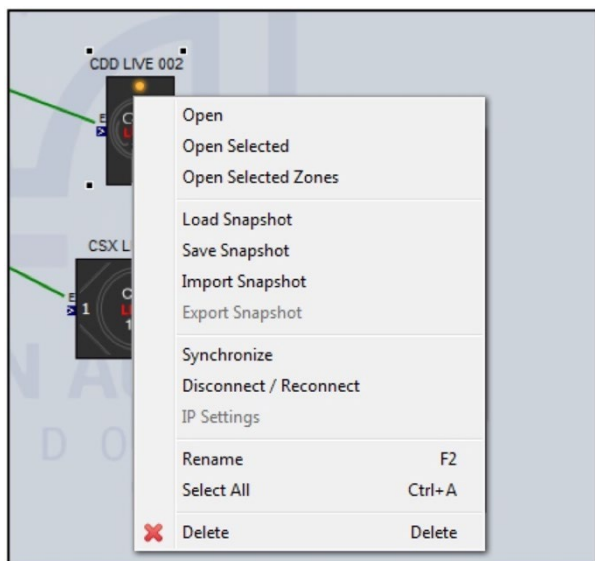 CDD LIVE 002
E
Open
Open Selected
Open Selected Zones
Load Snapshot
Save Snapshot
Import Snapshot
Export Snapshot
CSX L
E
1
Synchronize
Disconnect / Reconnect
IP Settings
Rename F2
Select All Ctrl+A
Delete Delete
N A
D O